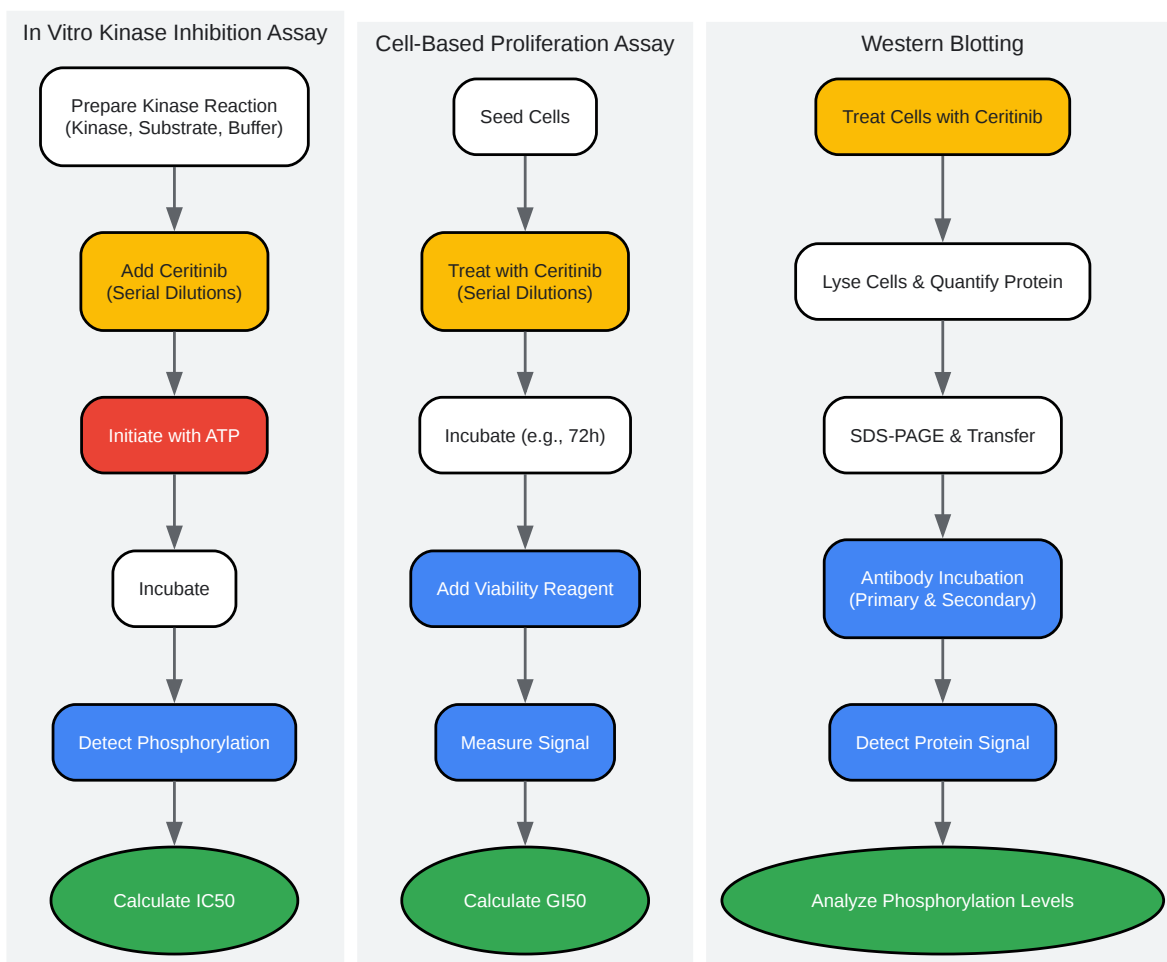 In Vitro Kinase Inhibition Assay
Prepare Kinase Reaction
(Kinase, Substrate, Buffer)
Add Ceritinib
(Serial Dilutions)
Initiate with ATP
Incubate
Detect Phosphorylation
Calculate IC50
Cell-Based Proliferation Assay
Seed Cells
Treat with Ceritinib
(Serial Dilutions)
Incubate (e.g., 72h)
Add Viability Reagent
Measure Signal
Calculate GI50
Western Blotting
Treat Cells with Ceritinib
Lyse Cells & Quantify Protein
SDS-PAGE & Transfer
Antibody Incubation
(Primary & Secondary)
Detect Protein Signal
Analyze Phosphorylation Levels